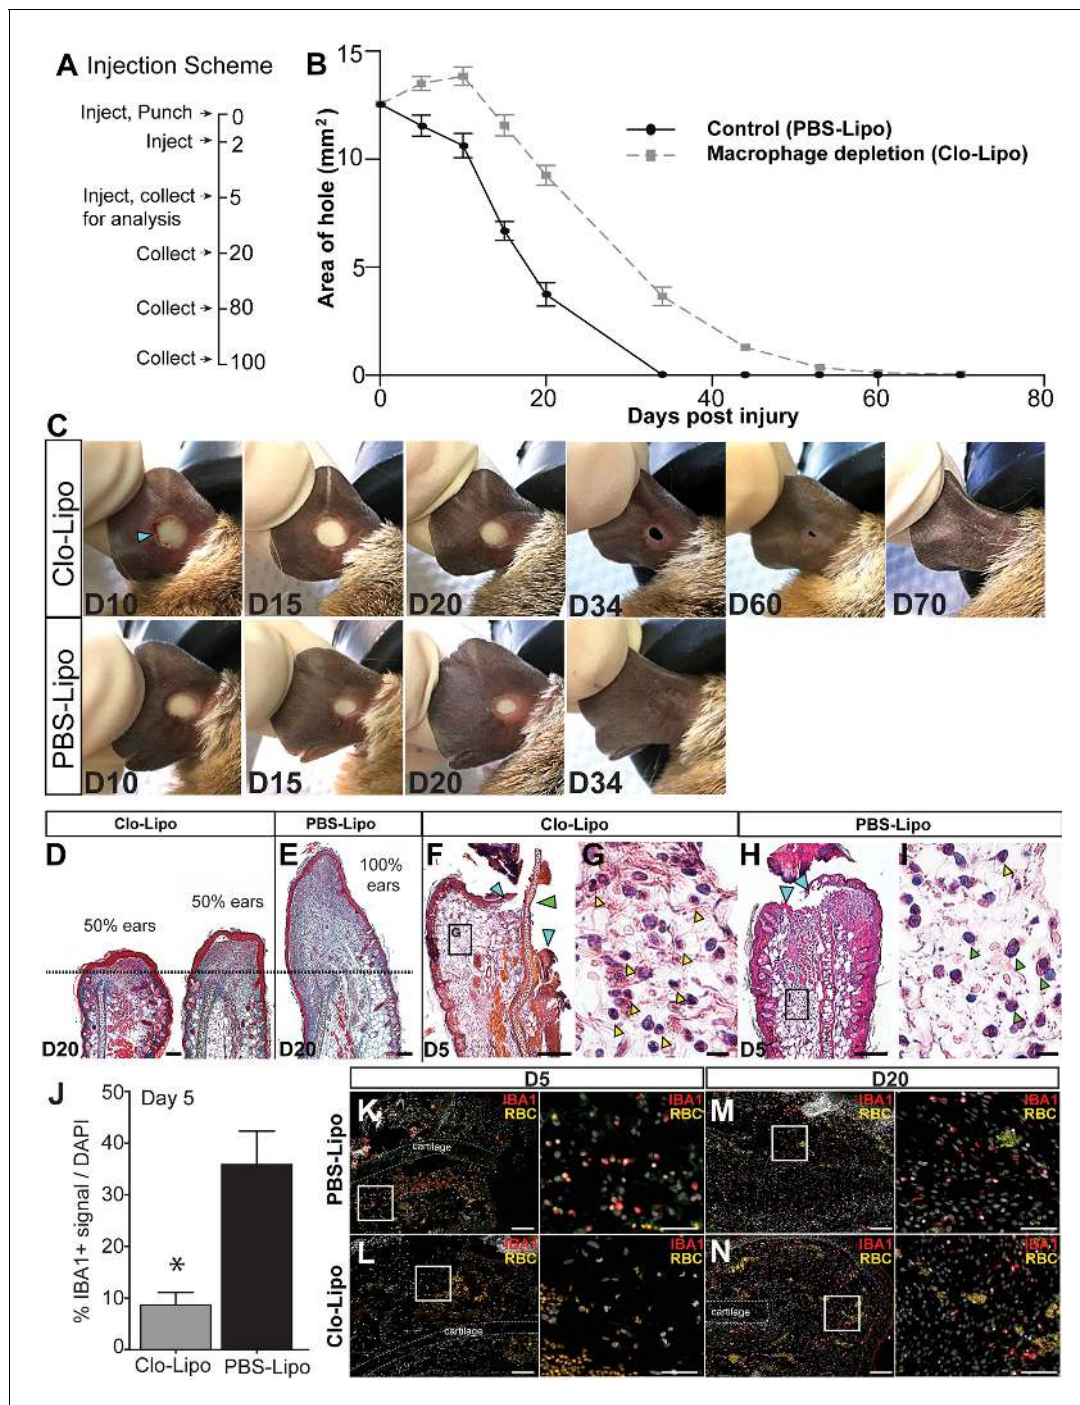 A Injection Scheme
Inject, Punch 0
Inject 2
Inject, collect 5
for analysis
Collect 20
Collect 80
Collect 100
B
Area of hole (mm²)
15
10
5
0
0 20 40 60 80
Days post injury
Control (PBS-Lipo)
Macrophage depletion (Clo-Lipo)
C
Clo-Lipo
D10 D15 D20 D34 D60 D70
PBS-Lipo
D10 D15 D20 D34
Clo-Lipo PBS-Lipo Clo-Lipo PBS-Lipo
D E F G H I
50% ears
50% ears
100%
ears
G
D20 D20 D5 D5
J Day 5
% IBA1+ signal / DAPI
50
40
30
20
10
0
*
Clo-Lipo PBS-Lipo
D5 D20
PBS-Lipo
K IBA1 IBA1 M IBA1 IBA1
RBC RBC RBC RBC
cartilage
Clo-Lipo
L IBA1 IBA1 N IBA1 IBA1
RBC RBC RBC RBC
cartilage
cartilage